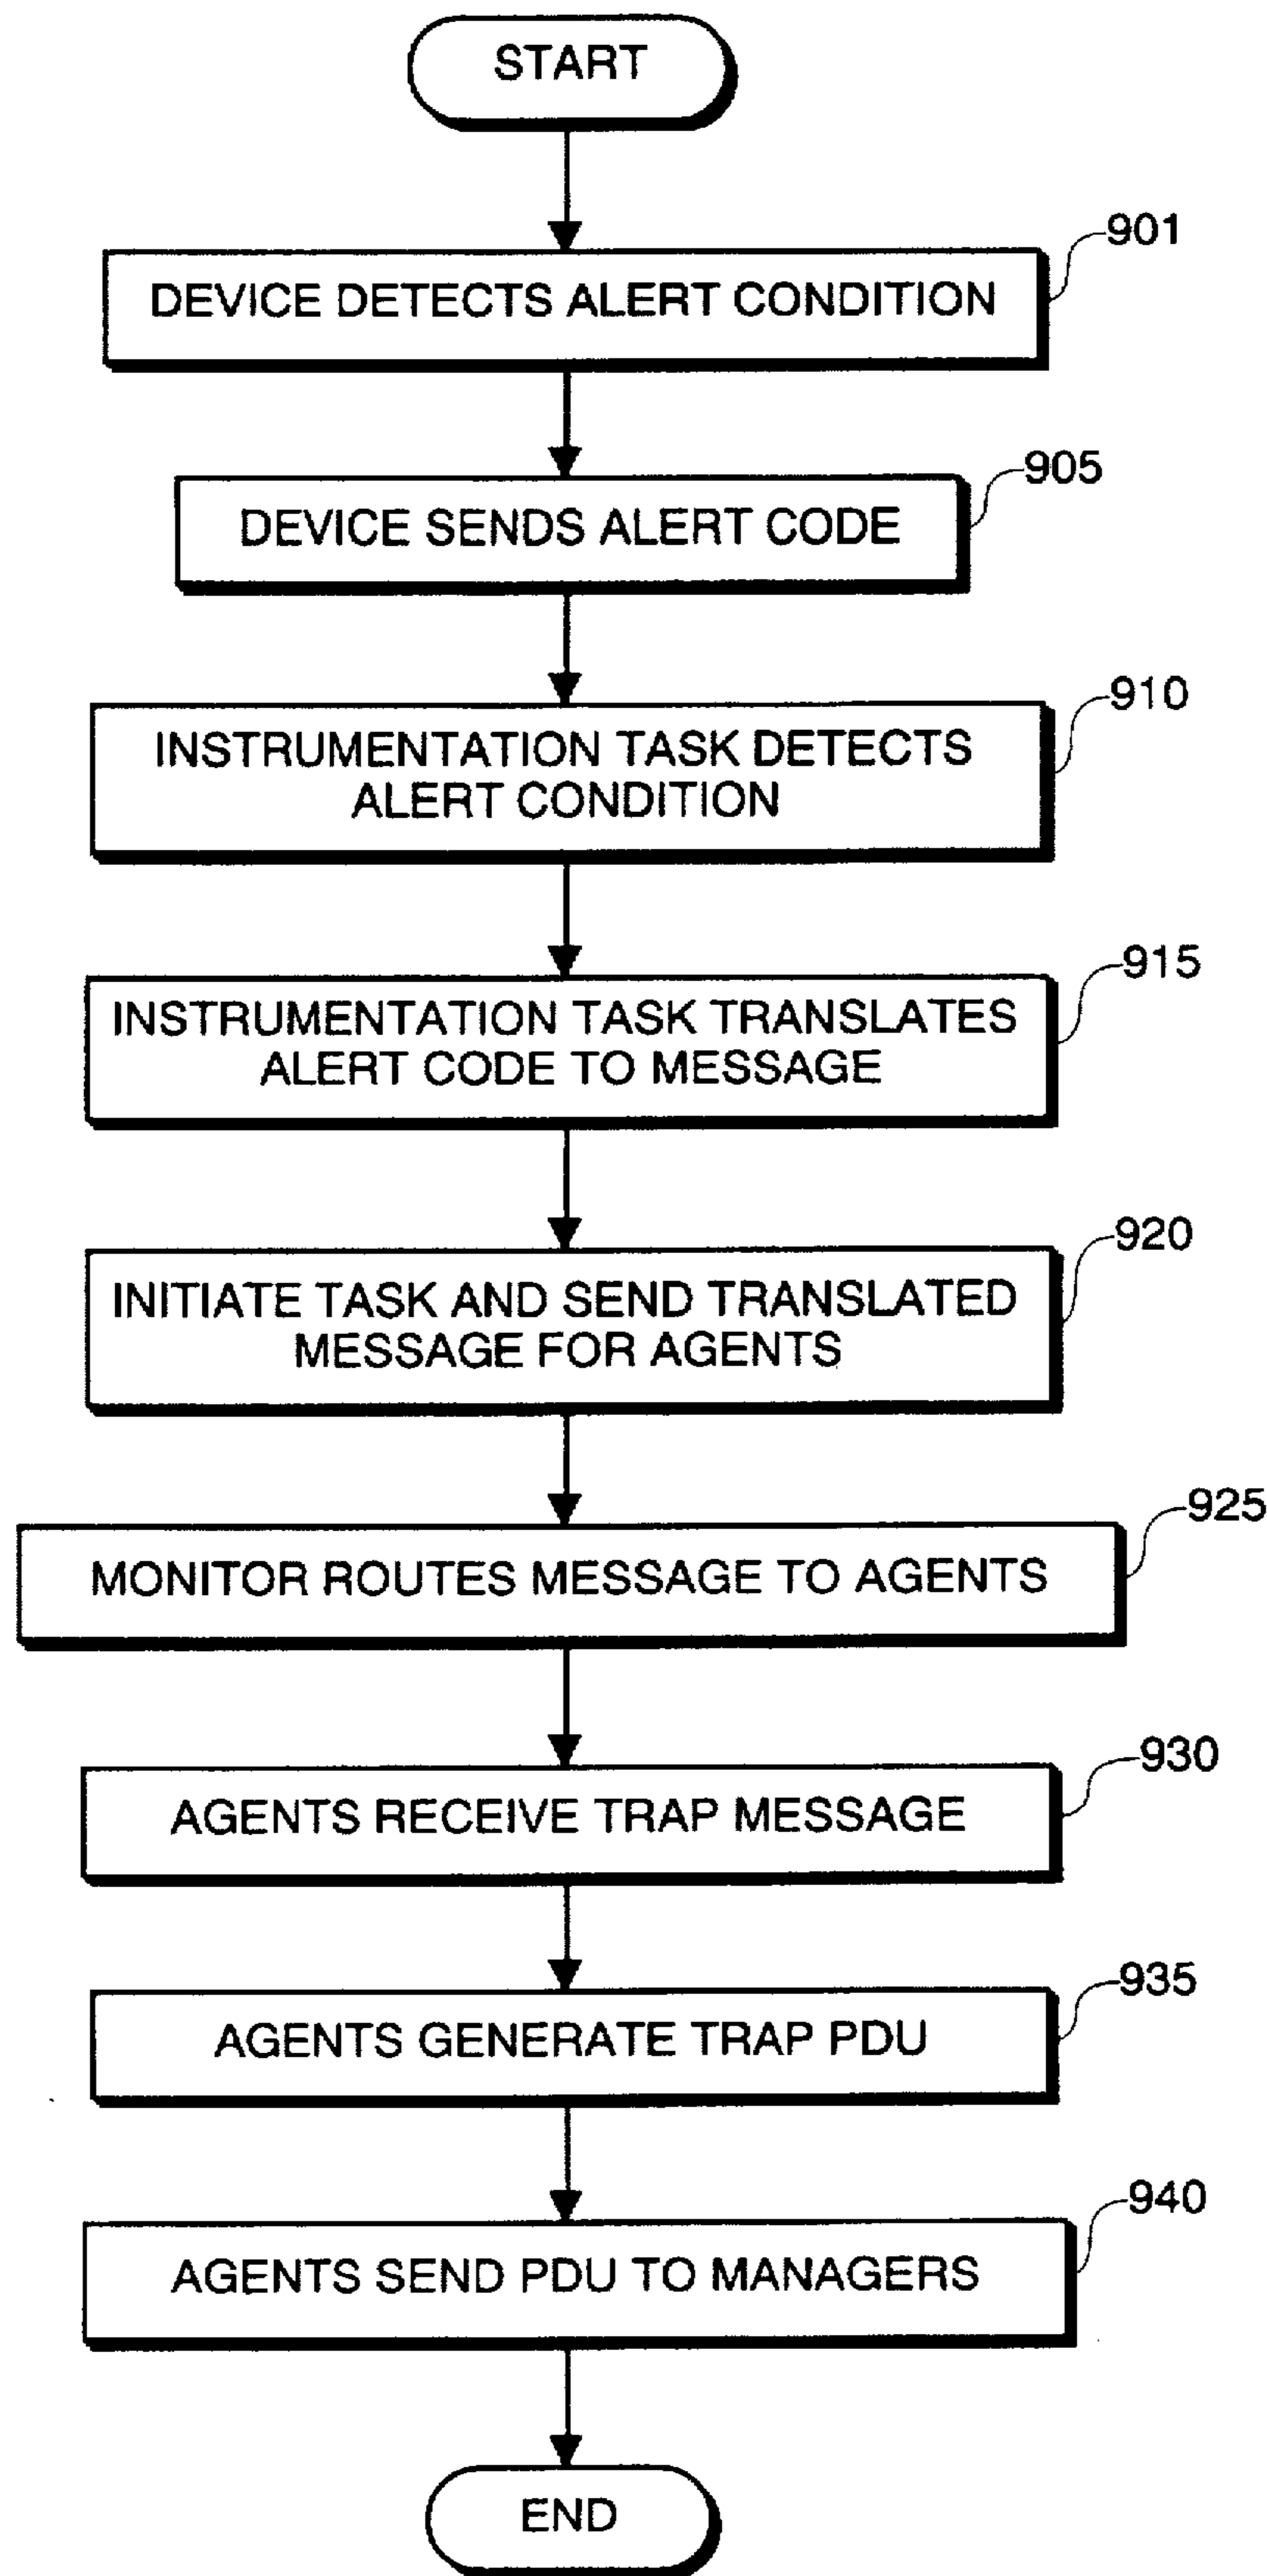 START
901
DEVICE DETECTS ALERT CONDITION
905
DEVICE SENDS ALERT CODE
910
INSTRUMENTATION TASK DETECTS
ALERT CONDITION
915
INSTRUMENTATION TASK TRANSLATES
ALERT CODE TO MESSAGE
920
INITIATE TASK AND SEND TRANSLATED
MESSAGE FOR AGENTS
925
MONITOR ROUTES MESSAGE TO AGENTS
930
AGENTS RECEIVE TRAP MESSAGE
935
AGENTS GENERATE TRAP PDU
940
AGENTS SEND PDU TO MANAGERS
END